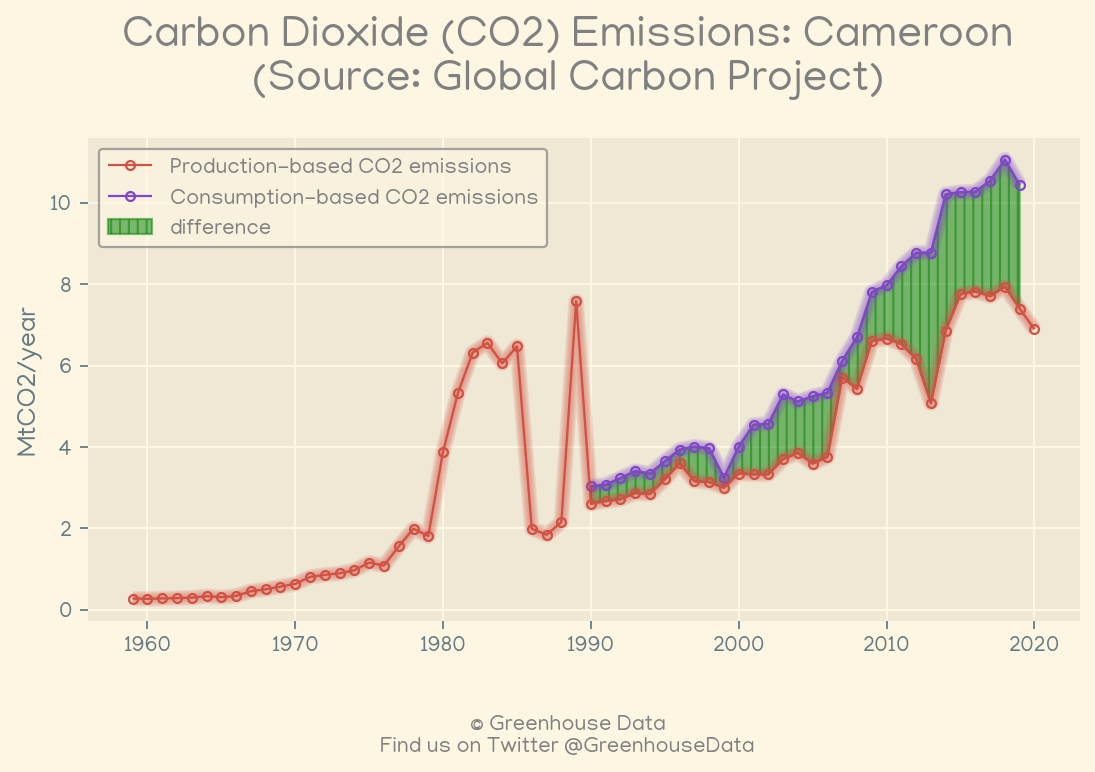 Carbon Dioxide (CO2) Emissions: Cameroon
(Source: Global Carbon Project)
Production-based CO2 emissions
Consumption-based CO2 emissions
difference
MtCO2/year
10
8
6
4
2
0
1960 1970 1980 1990 2000 2010 2020
© Greenhouse Data
Find us on Twitter @GreenhouseData